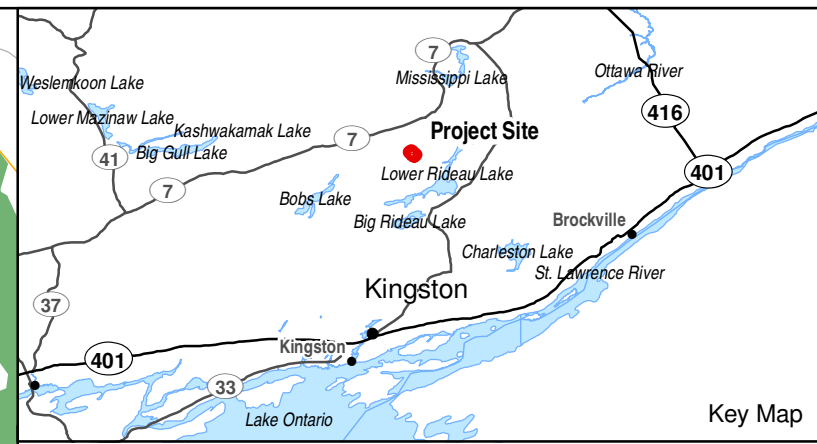 7
Ottawa River
Weslemkoon Lake
Mississippi Lake
416
Lower Mazinaw Lake
Kashwakamak Lake
7
Project Site
41
Big Gull Lake
Lower Rideau Lake
401
7
Bobs Lake
Big Rideau Lake
Brockville
Charleston Lake
St. Lawrence River
Kingston
37
Kingston
401
33
Lake Ontario
Key Map